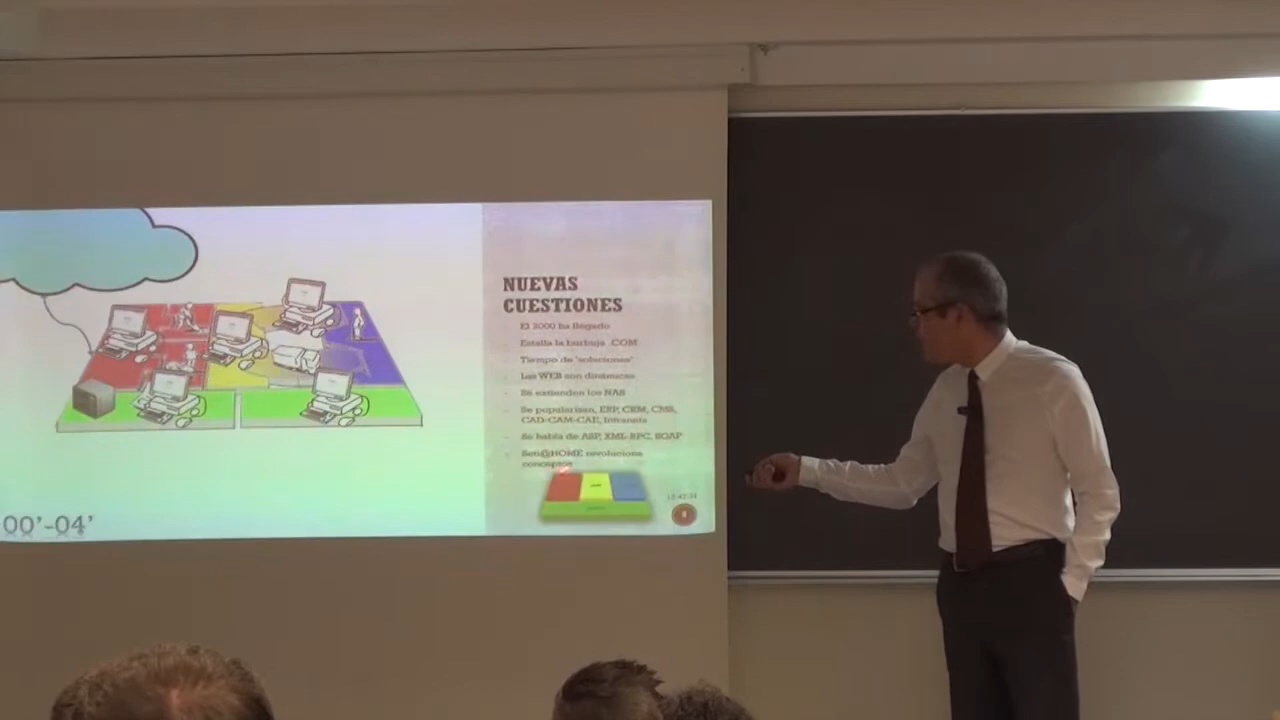 NUEVAS
CUESTIONES
El 2000 ha llegado
Estalla la burbuja .COM
Tiempo de "soluciones"
Las WEB son dinámicas
Se extienden los NAS
Se popularizan, ERP, CRM, CMS,
CAD-CAM-CAE, Intranets
Se habla de ASP, XML-RPC, SOAP
Seti@HOME revoluciona
conceptos
00'-04'